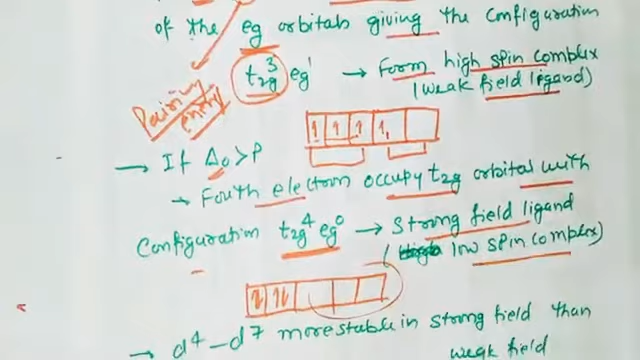 of the eg orbitals giving the configuration
t2g³ eg¹ → Form high spin complex
(weak field ligand)
Pairing energy
1 1 1 1
→ If Δ₀ > P
→ Fourth electron occupy t2g orbital with
Configuration t2g⁴ eg⁰ → Strong field ligand
( low spin complex)
→ d⁴ – d⁷ more stable in strong field than
weak field